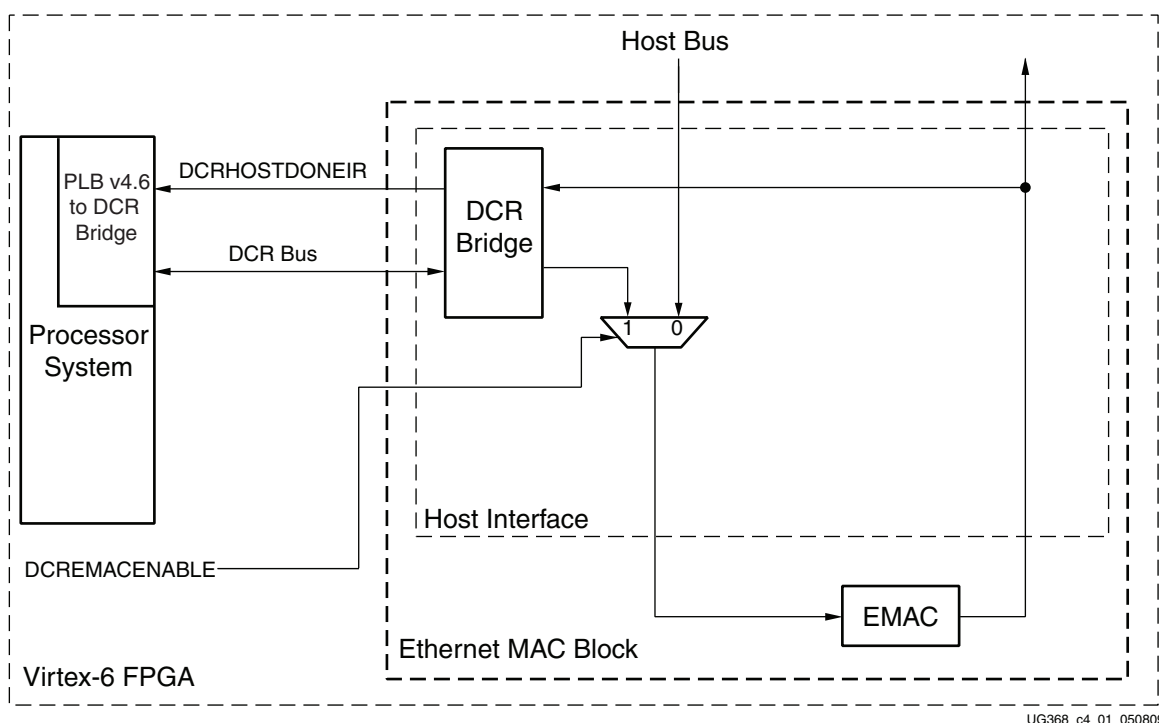 Host Bus
DCRHOSTDONEIR
PLB v4.6
to DCR
Bridge
DCR
Bridge
DCR Bus
1 0
Processor
System
Host Interface
DCREMACENABLE
EMAC
Ethernet MAC Block
Virtex-6 FPGA